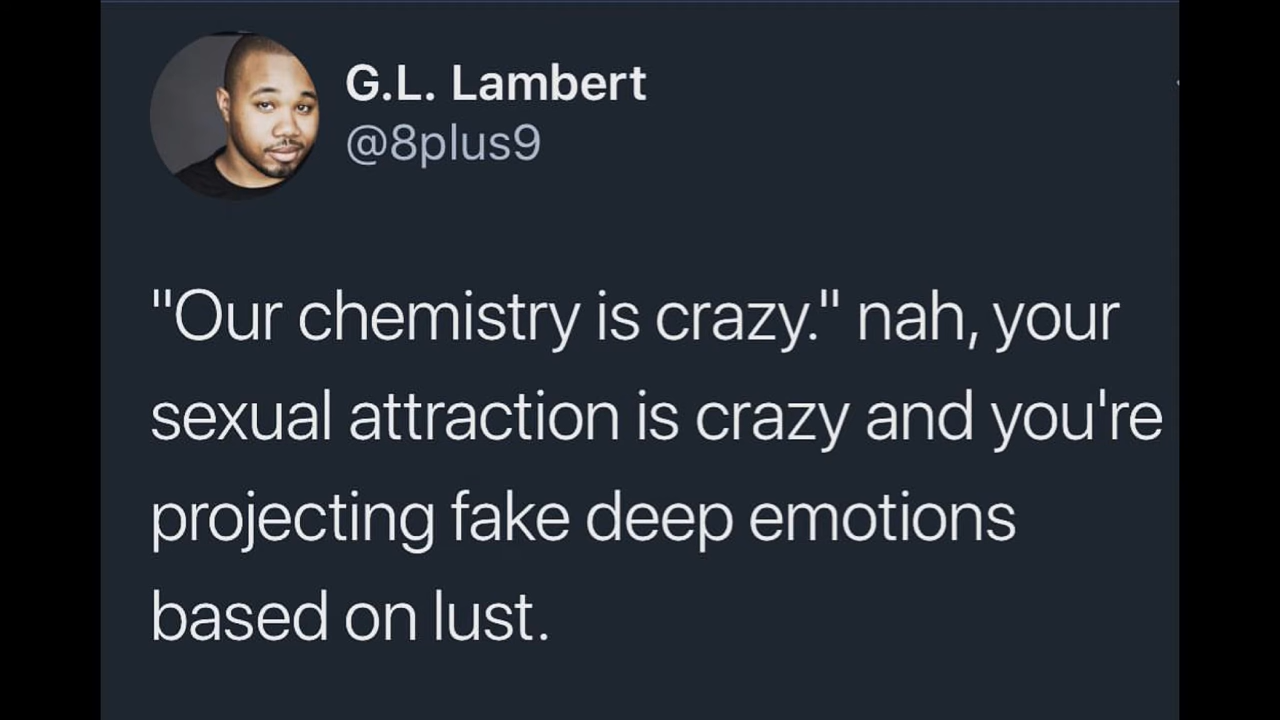 G.L. Lambert
@8plus9
"Our chemistry is crazy." nah, your
sexual attraction is crazy and you're
projecting fake deep emotions
based on lust.